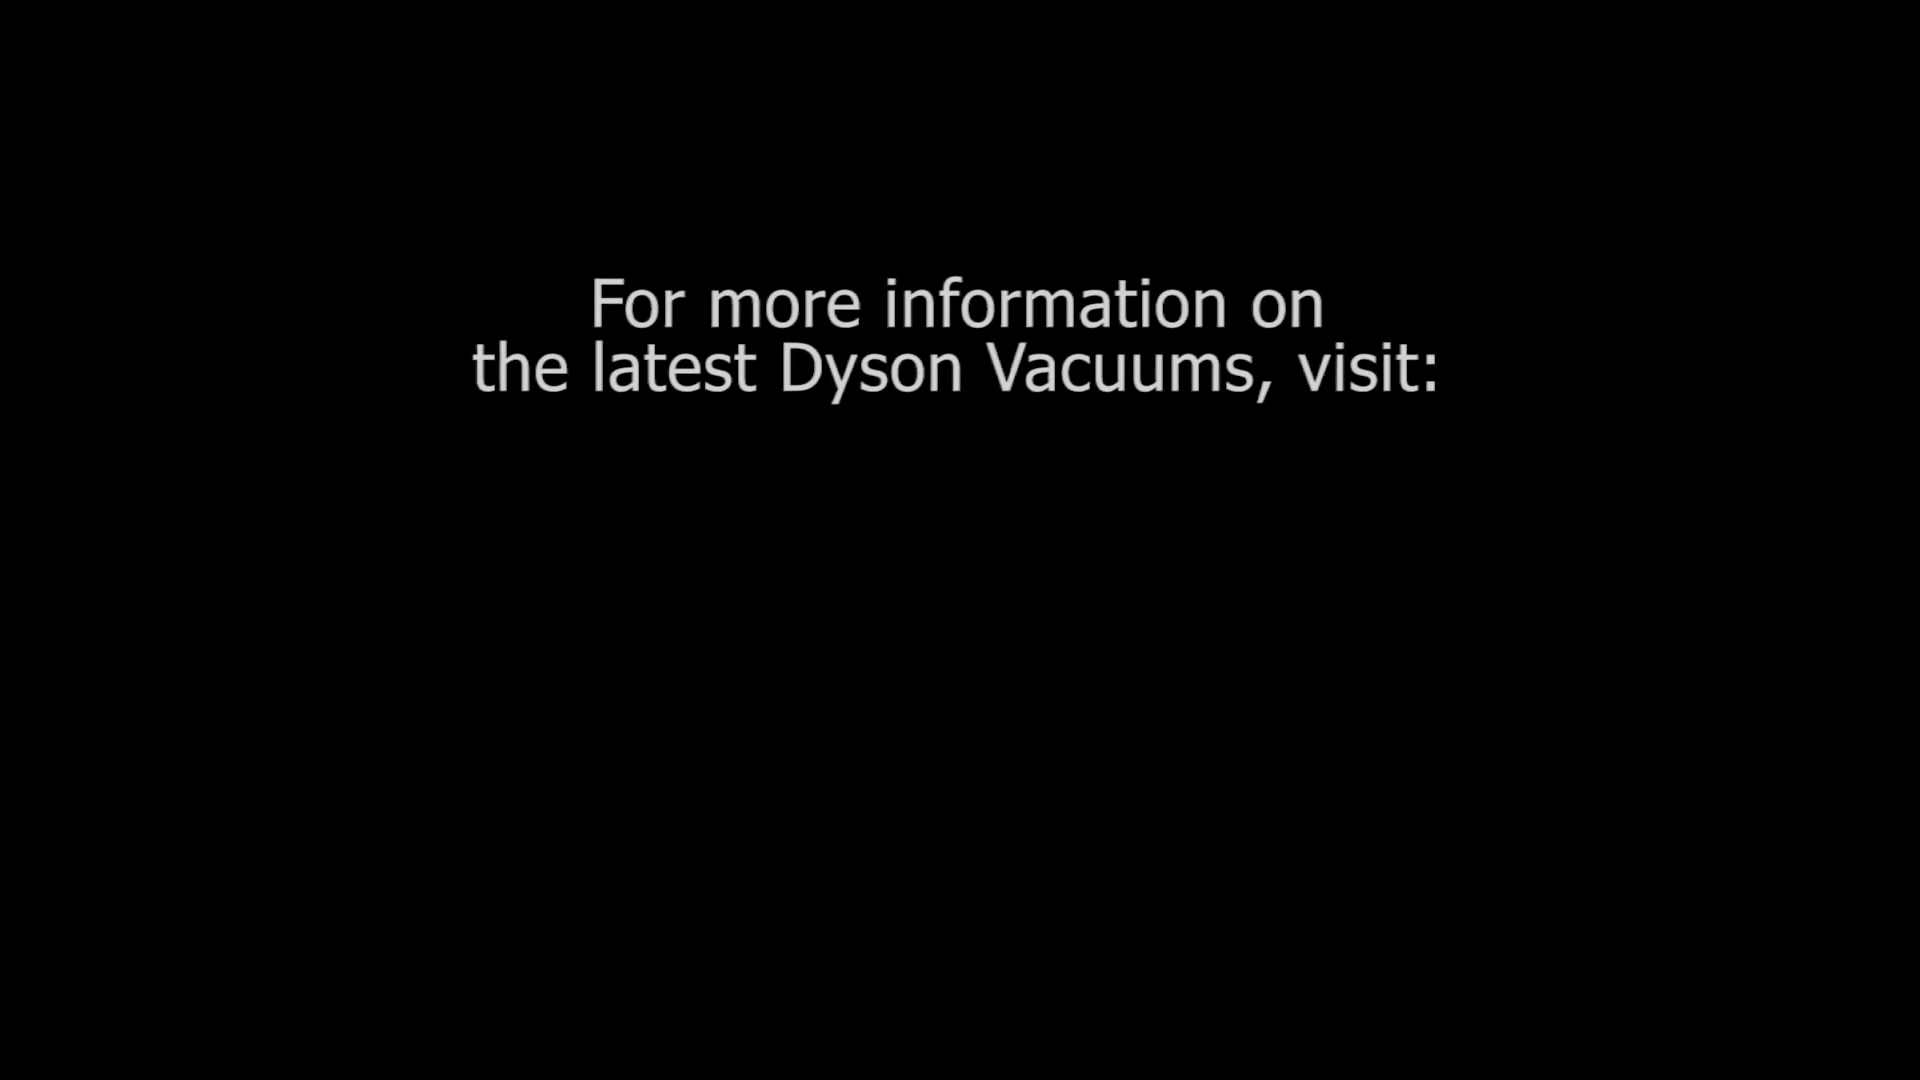 For more information on
the latest Dyson Vacuums, visit: